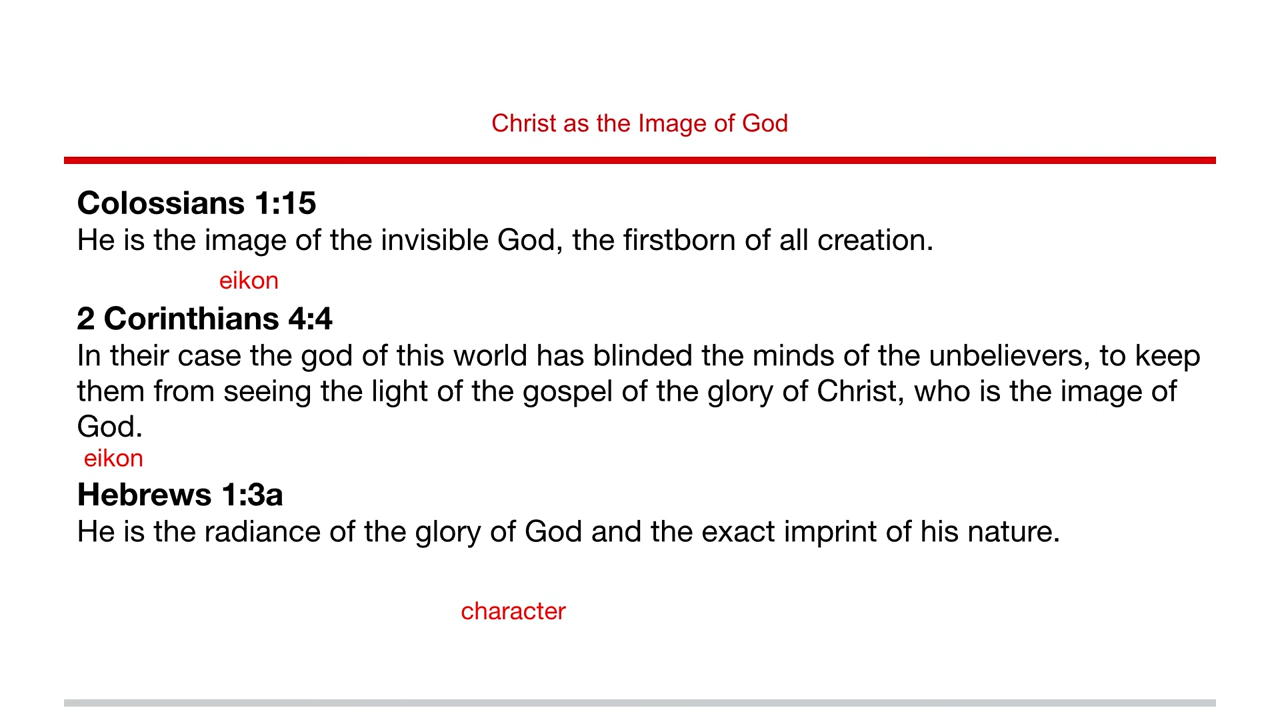 Christ as the Image of God
Colossians 1:15
He is the image of the invisible God, the firstborn of all creation.
eikon
2 Corinthians 4:4
In their case the god of this world has blinded the minds of the unbelievers, to keep
them from seeing the light of the gospel of the glory of Christ, who is the image of
God.
eikon
Hebrews 1:3a
He is the radiance of the glory of God and the exact imprint of his nature.
character